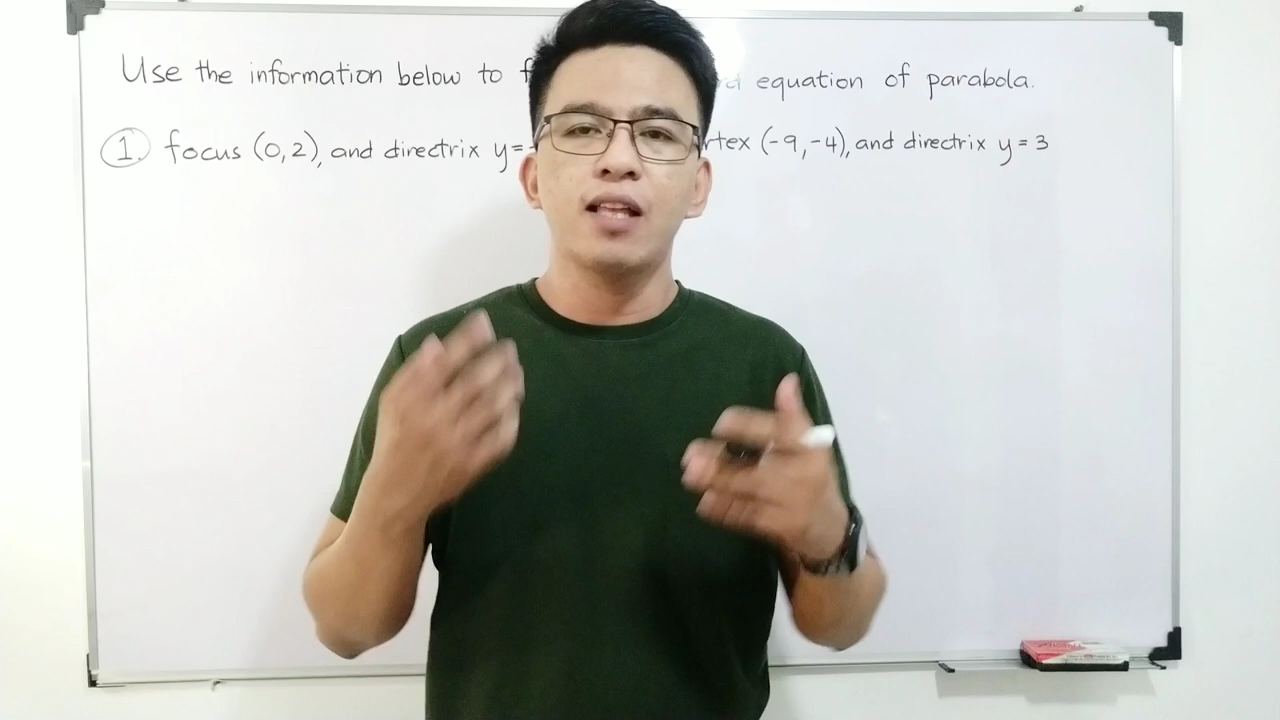 Use the information below to equation of parabola.
1. focus (0,2), and directrix y= (-9,-4), and directrix y = 3